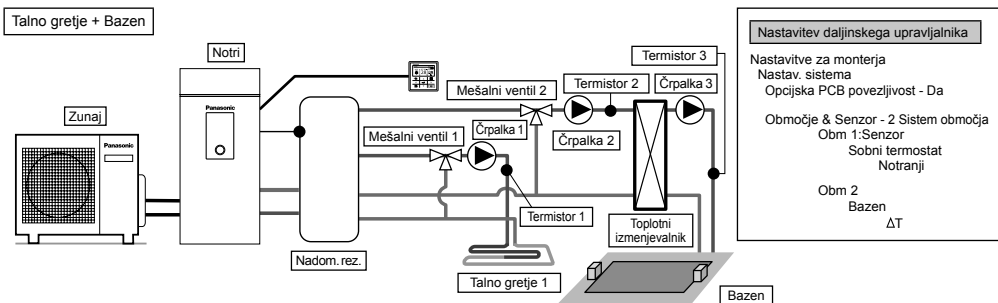 Talno gretje + Bazen
Notri
Zunaj
Panasonic
Panasonic
Mešalni ventil 1
Črpalka 1
Mešalni ventil 2
Termistor 2
Termistor 3
Črpalka 3
Črpalka 2
Termistor 1
Toplotni
izmenjevalnik
Nadom. rez.
Talno gretje 1
Bazen
Nastavitev daljinskega upravljalnika
Nastavitve za monterja
Nastav. sistema
Opcijska PCB povezljivost - Da
Območje & Senzor - 2 Sistem območja
Obm 1:Senzor
Sobni termostat
Notranji
Obm 2
Bazen
ΔT